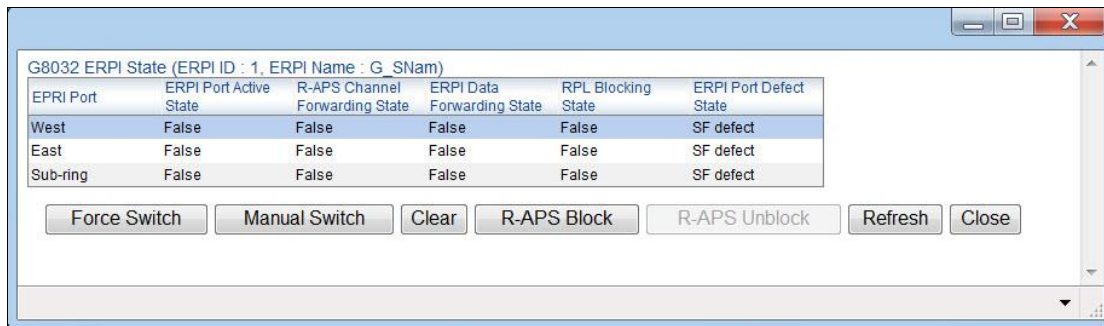 G8032 ERPI State (ERPI ID : 1, ERPI Name : G_SNam)
EPRI Port ERPI Port Active State R-APS Channel Forwarding State ERPI Data Forwarding State RPL Blocking State ERPI Port Defect State
West False False False False SF defect
East False False False False SF defect
Sub-ring False False False False SF defect
Force Switch Manual Switch Clear R-APS Block R-APS Unblock Refresh Close